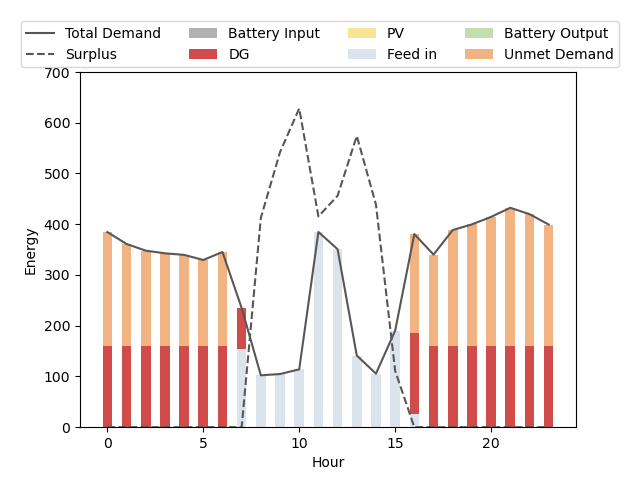 Total Demand Battery Input PV Battery Output
Surplus DG Feed in Unmet Demand
700
600
500
400
300
200
100
0
Energy
0 5 10 15 20
Hour